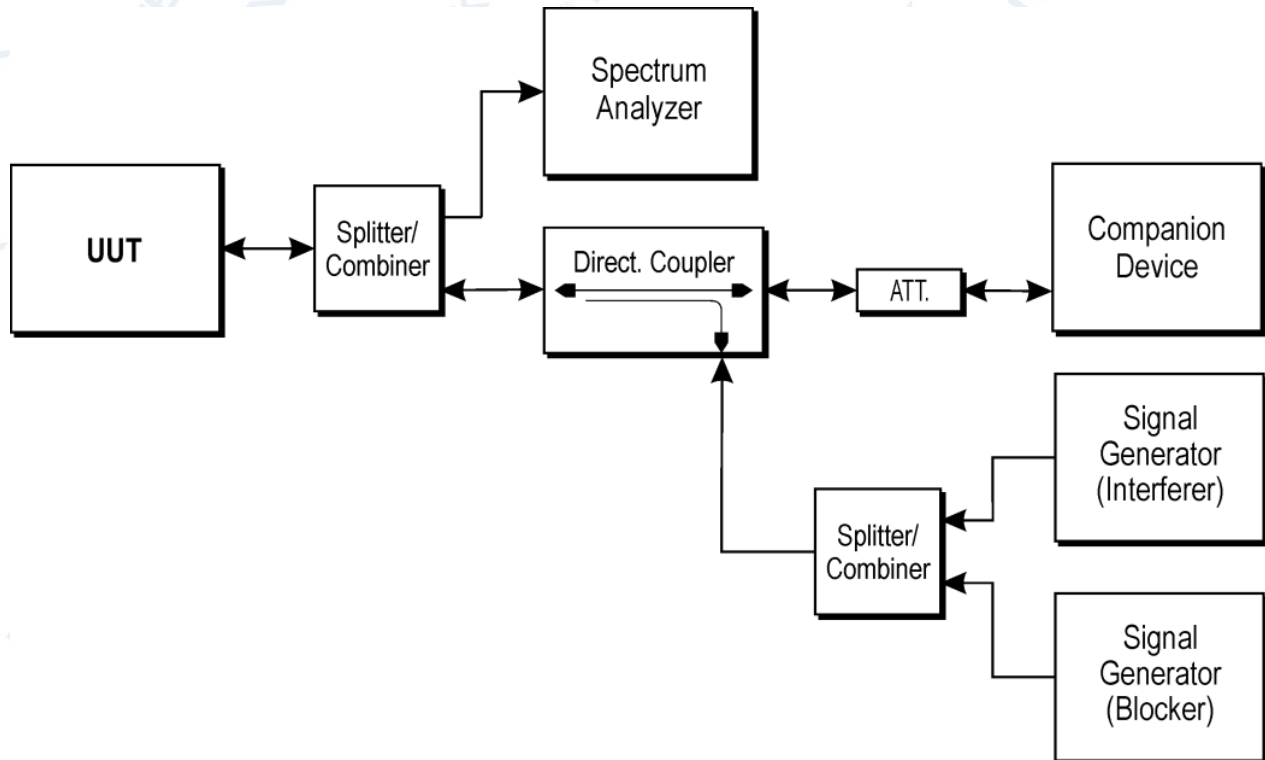 Spectrum
Analyzer
UUT
Splitter/
Combiner
Direct. Coupler
ATT.
Companion
Device
Signal
Generator
(Interferer)
Splitter/
Combiner
Signal
Generator
(Blocker)